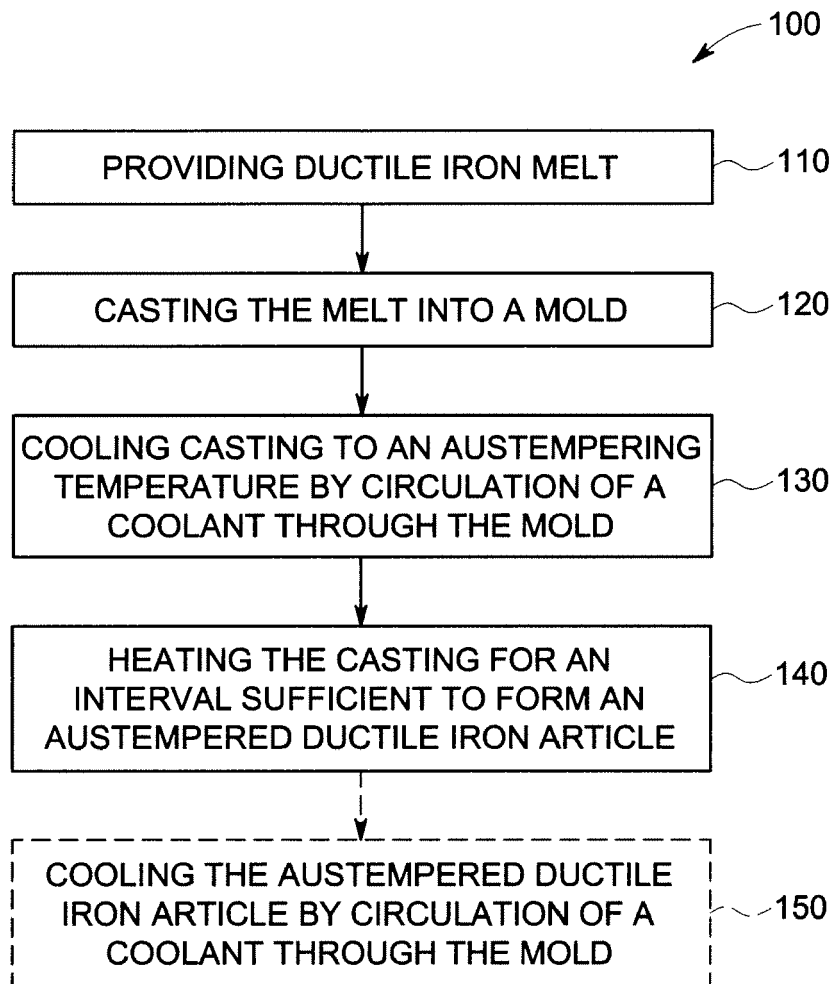 100
PROVIDING DUCTILE IRON MELT
110
CASTING THE MELT INTO A MOLD
120
COOLING CASTING TO AN AUSTEMPERING
TEMPERATURE BY CIRCULATION OF A
COOLANT THROUGH THE MOLD
130
HEATING THE CASTING FOR AN
INTERVAL SUFFICIENT TO FORM AN
AUSTEMPERED DUCTILE IRON ARTICLE
140
COOLING THE AUSTEMPERED DUCTILE
IRON ARTICLE BY CIRCULATION OF A
COOLANT THROUGH THE MOLD
150